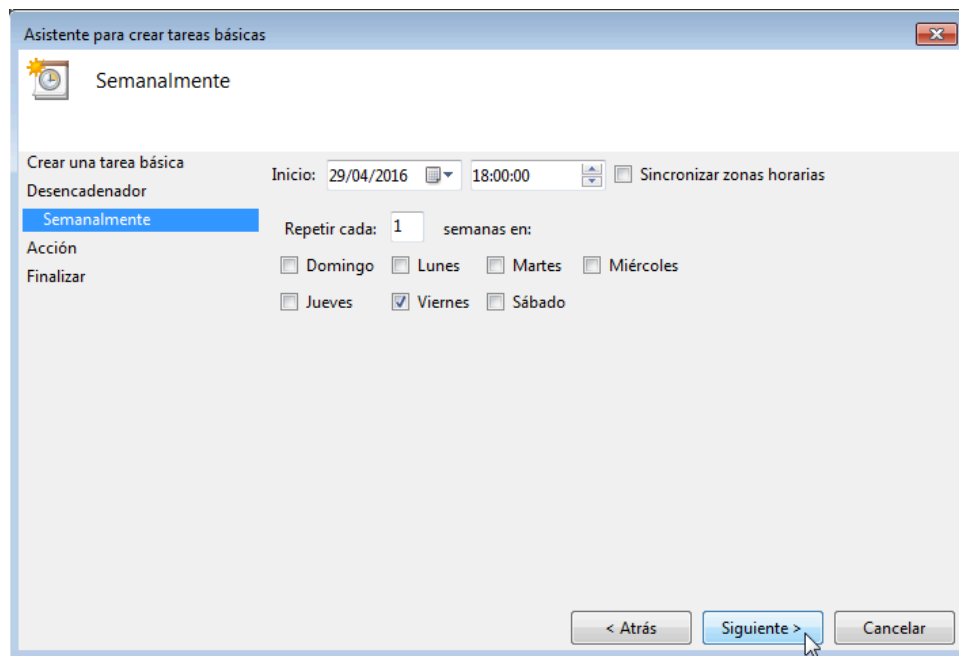 Asistente para crear tareas básicas
Semanalmente
Crear una tarea básica
Desencadenador
Semanalmente
Acción
Finalizar
Inicio: 29/04/2016 18:00:00 Sincronizar zonas horarias
Repetir cada: 1 semanas en:
Domingo Lunes Martes Miércoles
Jueves Viernes Sábado
< Atrás Siguiente > Cancelar